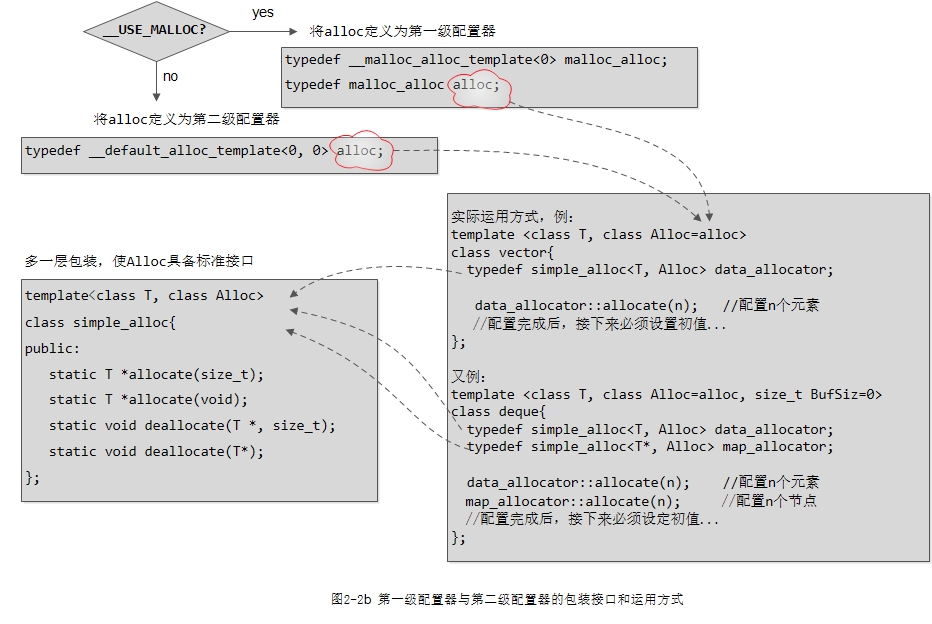 __USE_MALLOC?
yes
将alloc定义为第一级配置器
typedef __malloc_alloc_template<0> malloc_alloc;
typedef malloc_alloc alloc;
no
将alloc定义为第二级配置器
typedef __default_alloc_template<0, 0> alloc;
实际运用方式，例：
template <class T, class Alloc=alloc>
class vector{
typedef simple_alloc<T, Alloc> data_allocator;
data_allocator::allocate(n); //配置n个元素
//配置完成后，接下来必须设置初值...
};
又例：
template <class T, class Alloc=alloc, size_t BufSiz=0>
class deque{
typedef simple_alloc<T, Alloc> data_allocator;
typedef simple_alloc<T*, Alloc> map_allocator;
data_allocator::allocate(n); //配置n个元素
map_allocator::allocate(n); //配置n个节点
//配置完成后，接下来必须设定初值...
};
多一层包装，使Alloc具备标准接口
template<class T, class Alloc>
class simple_alloc{
public:
static T *allocate(size_t);
static T *allocate(void);
static void deallocate(T *, size_t);
static void deallocate(T*);
};
图2-2b 第一级配置器与第二级配置器的包装接口和运用方式